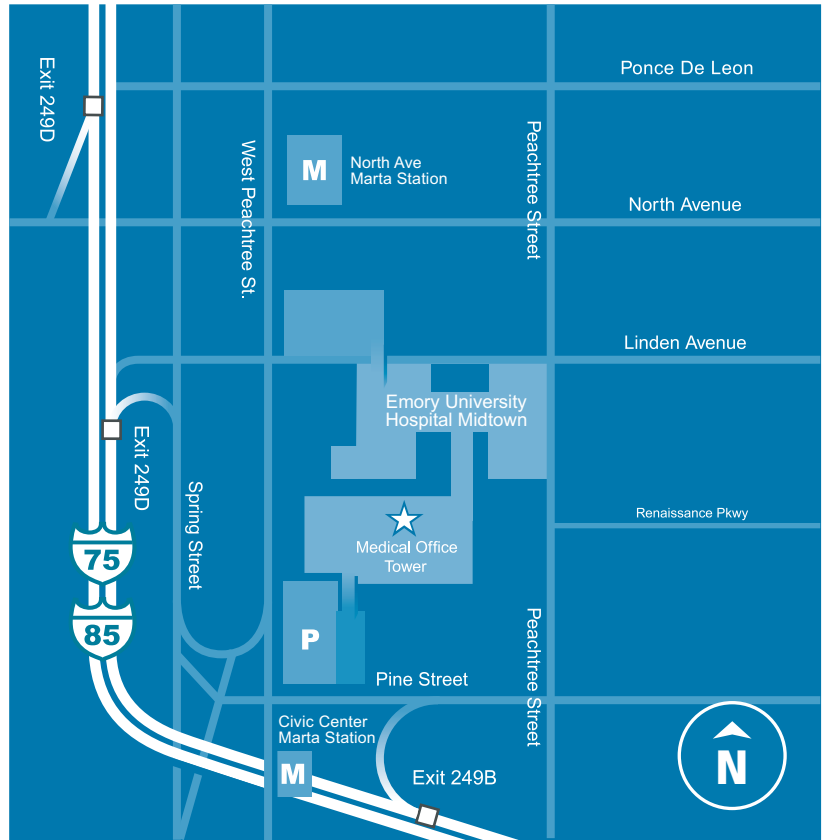 Exit 249D
Ponce De Leon
West Peachtree St.
M
North Ave
Marta Station
Peachtree Street
North Avenue
Linden Avenue
Emory University
Hospital Midtown
Exit 249D
Spring Street
Renaissance Pkwy
Medical Office
Tower
75
85
P
Peachtree Street
Pine Street
Civic Center
Marta Station
M
Exit 249B
N